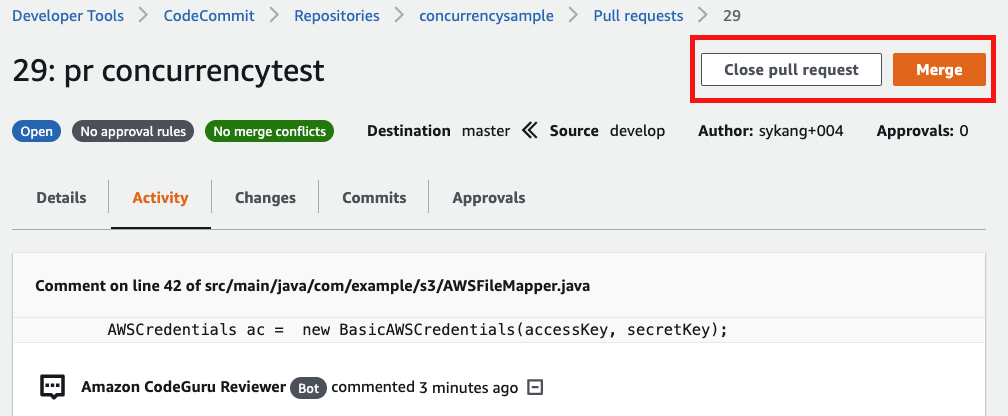 Developer Tools > CodeCommit > Repositories > concurrencysample > Pull requests > 29
29: pr concurrencytest
Close pull request Merge
Open No approval rules No merge conflicts Destination master Source develop Author: sykang+004 Approvals: 0
Details Activity Changes Commits Approvals
Comment on line 42 of src/main/java/com/example/s3/AWSFileMapper.java
AWSCredentials ac =  new BasicAWSCredentials(accessKey, secretKey);
Amazon CodeGuru Reviewer Bot commented 3 minutes ago